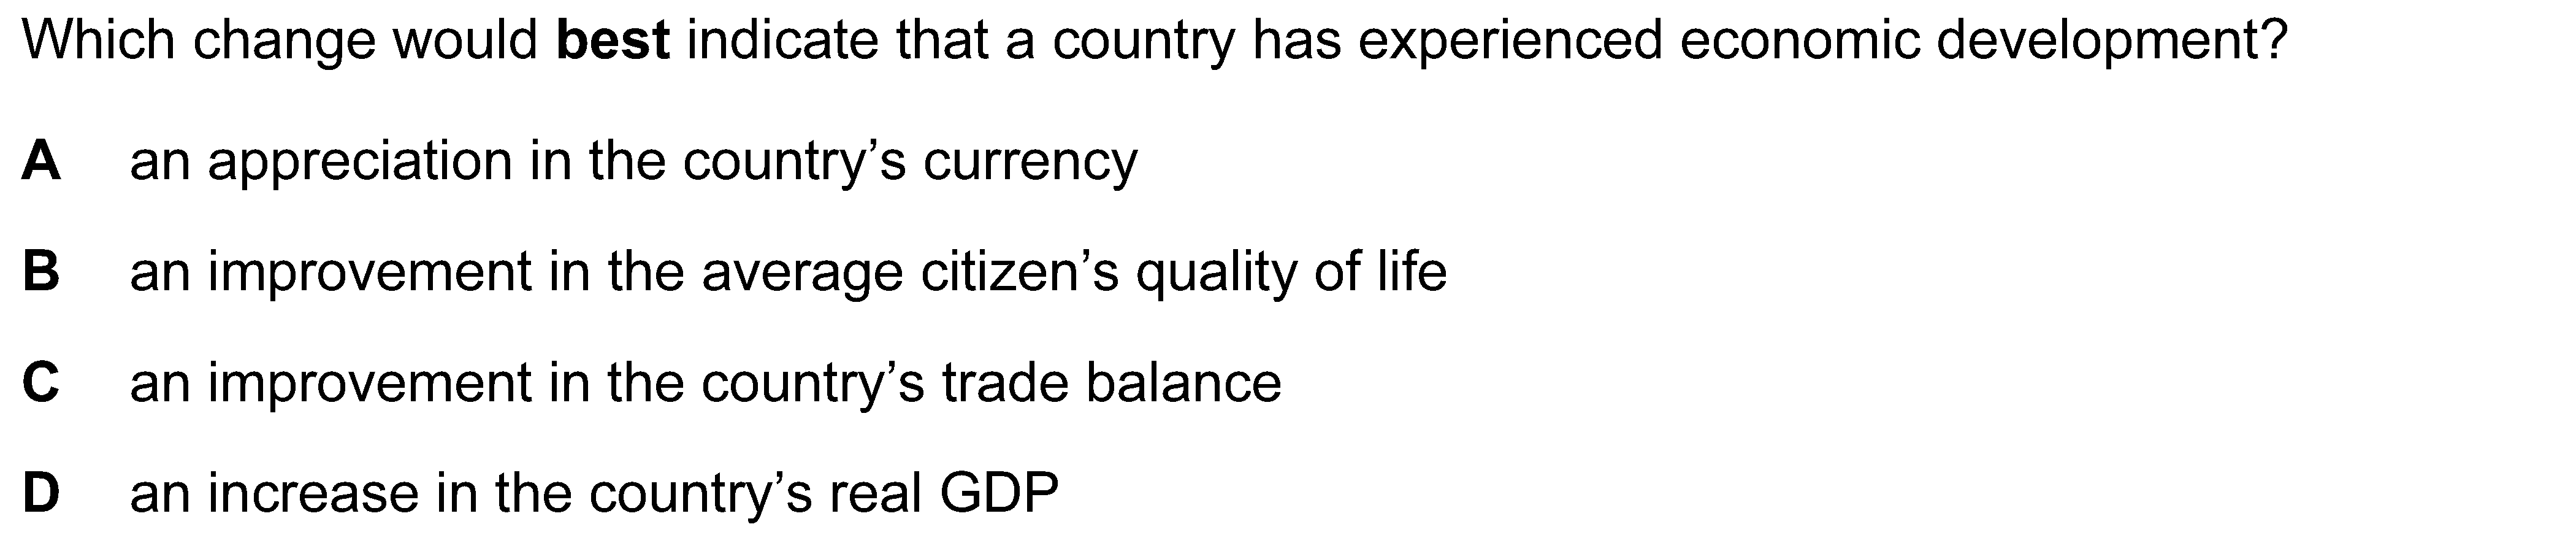 Which change would best indicate that a country has experienced economic development?
A an appreciation in the country’s currency
B an improvement in the average citizen’s quality of life
C an improvement in the country’s trade balance
D an increase in the country’s real GDP